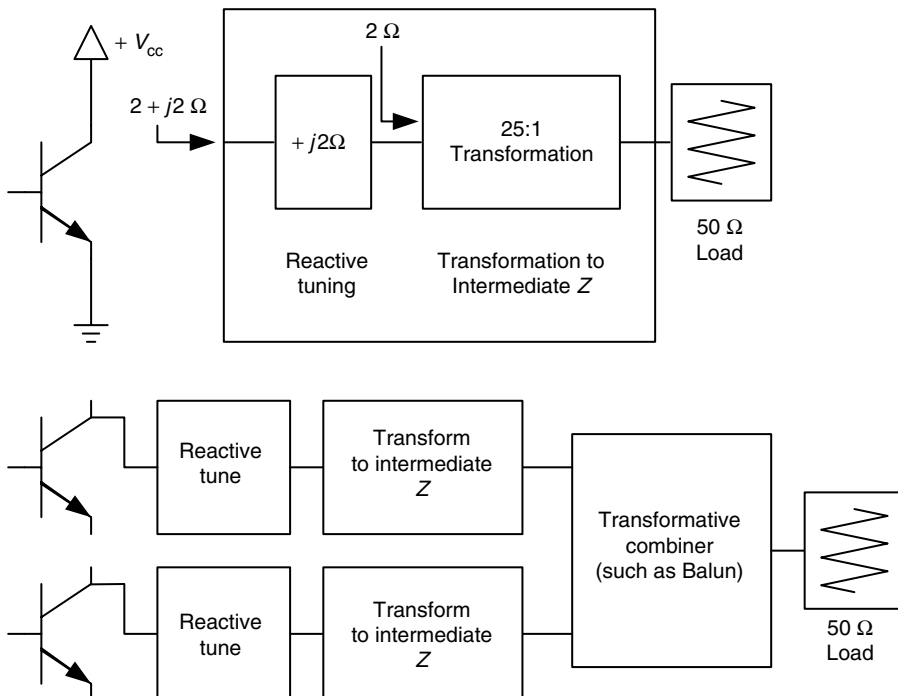 + Vcc
2 Ω
2 + j2 Ω
+ j2Ω
25:1
Transformation
50 Ω
Load
Reactive
tuning
Transformation to
Intermediate Z
Reactive
tune
Transform
to intermediate
Z
Transformative
combiner
(such as Balun)
Reactive
tune
Transform
to intermediate
Z
50 Ω
Load